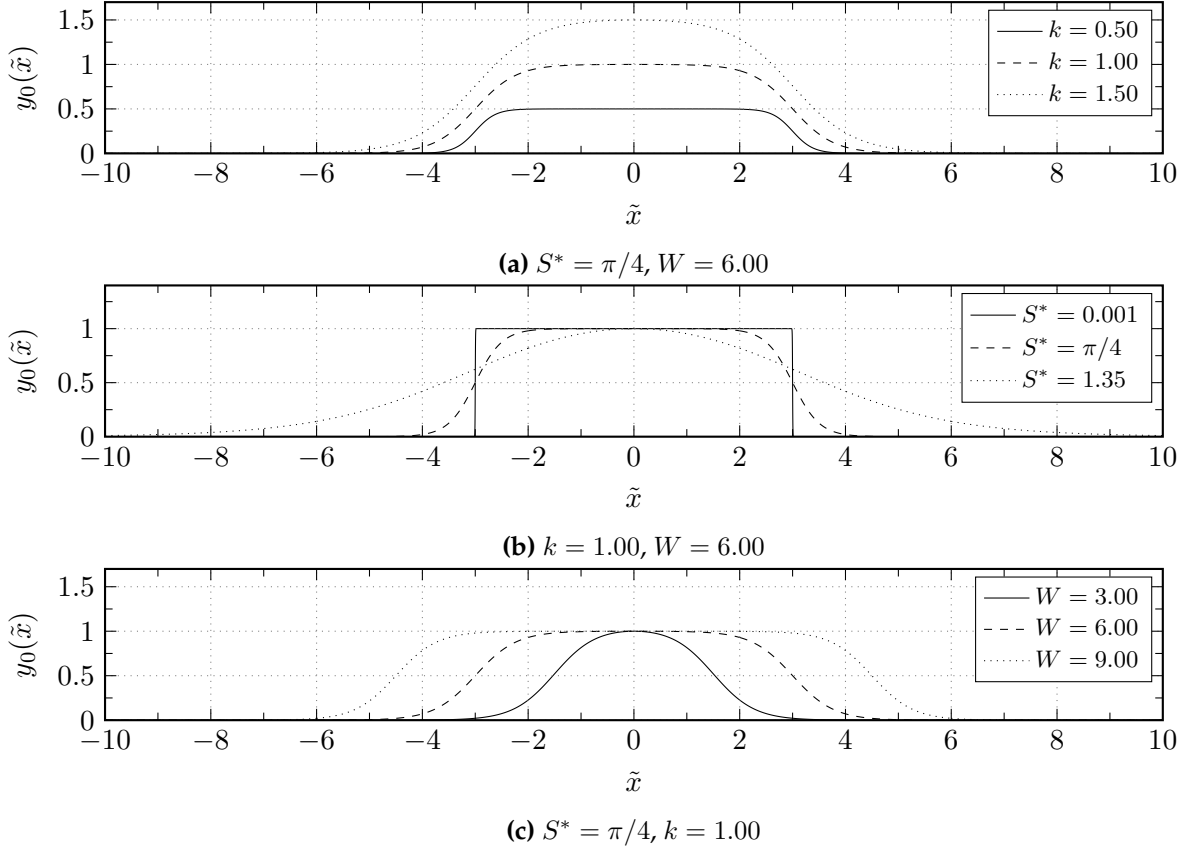 1.5
1
0.5
0
y₀(x̃)
−10 −8 −6 −4 −2 0 2 4 6 8 10
x̃
k = 0.50
k = 1.00
k = 1.50
(a) S* = π/4, W = 6.00
1
0.5
0
y₀(x̃)
−10 −8 −6 −4 −2 0 2 4 6 8 10
x̃
S* = 0.001
S* = π/4
S* = 1.35
(b) k = 1.00, W = 6.00
1.5
1
0.5
0
y₀(x̃)
−10 −8 −6 −4 −2 0 2 4 6 8 10
x̃
W = 3.00
W = 6.00
W = 9.00
(c) S* = π/4, k = 1.00